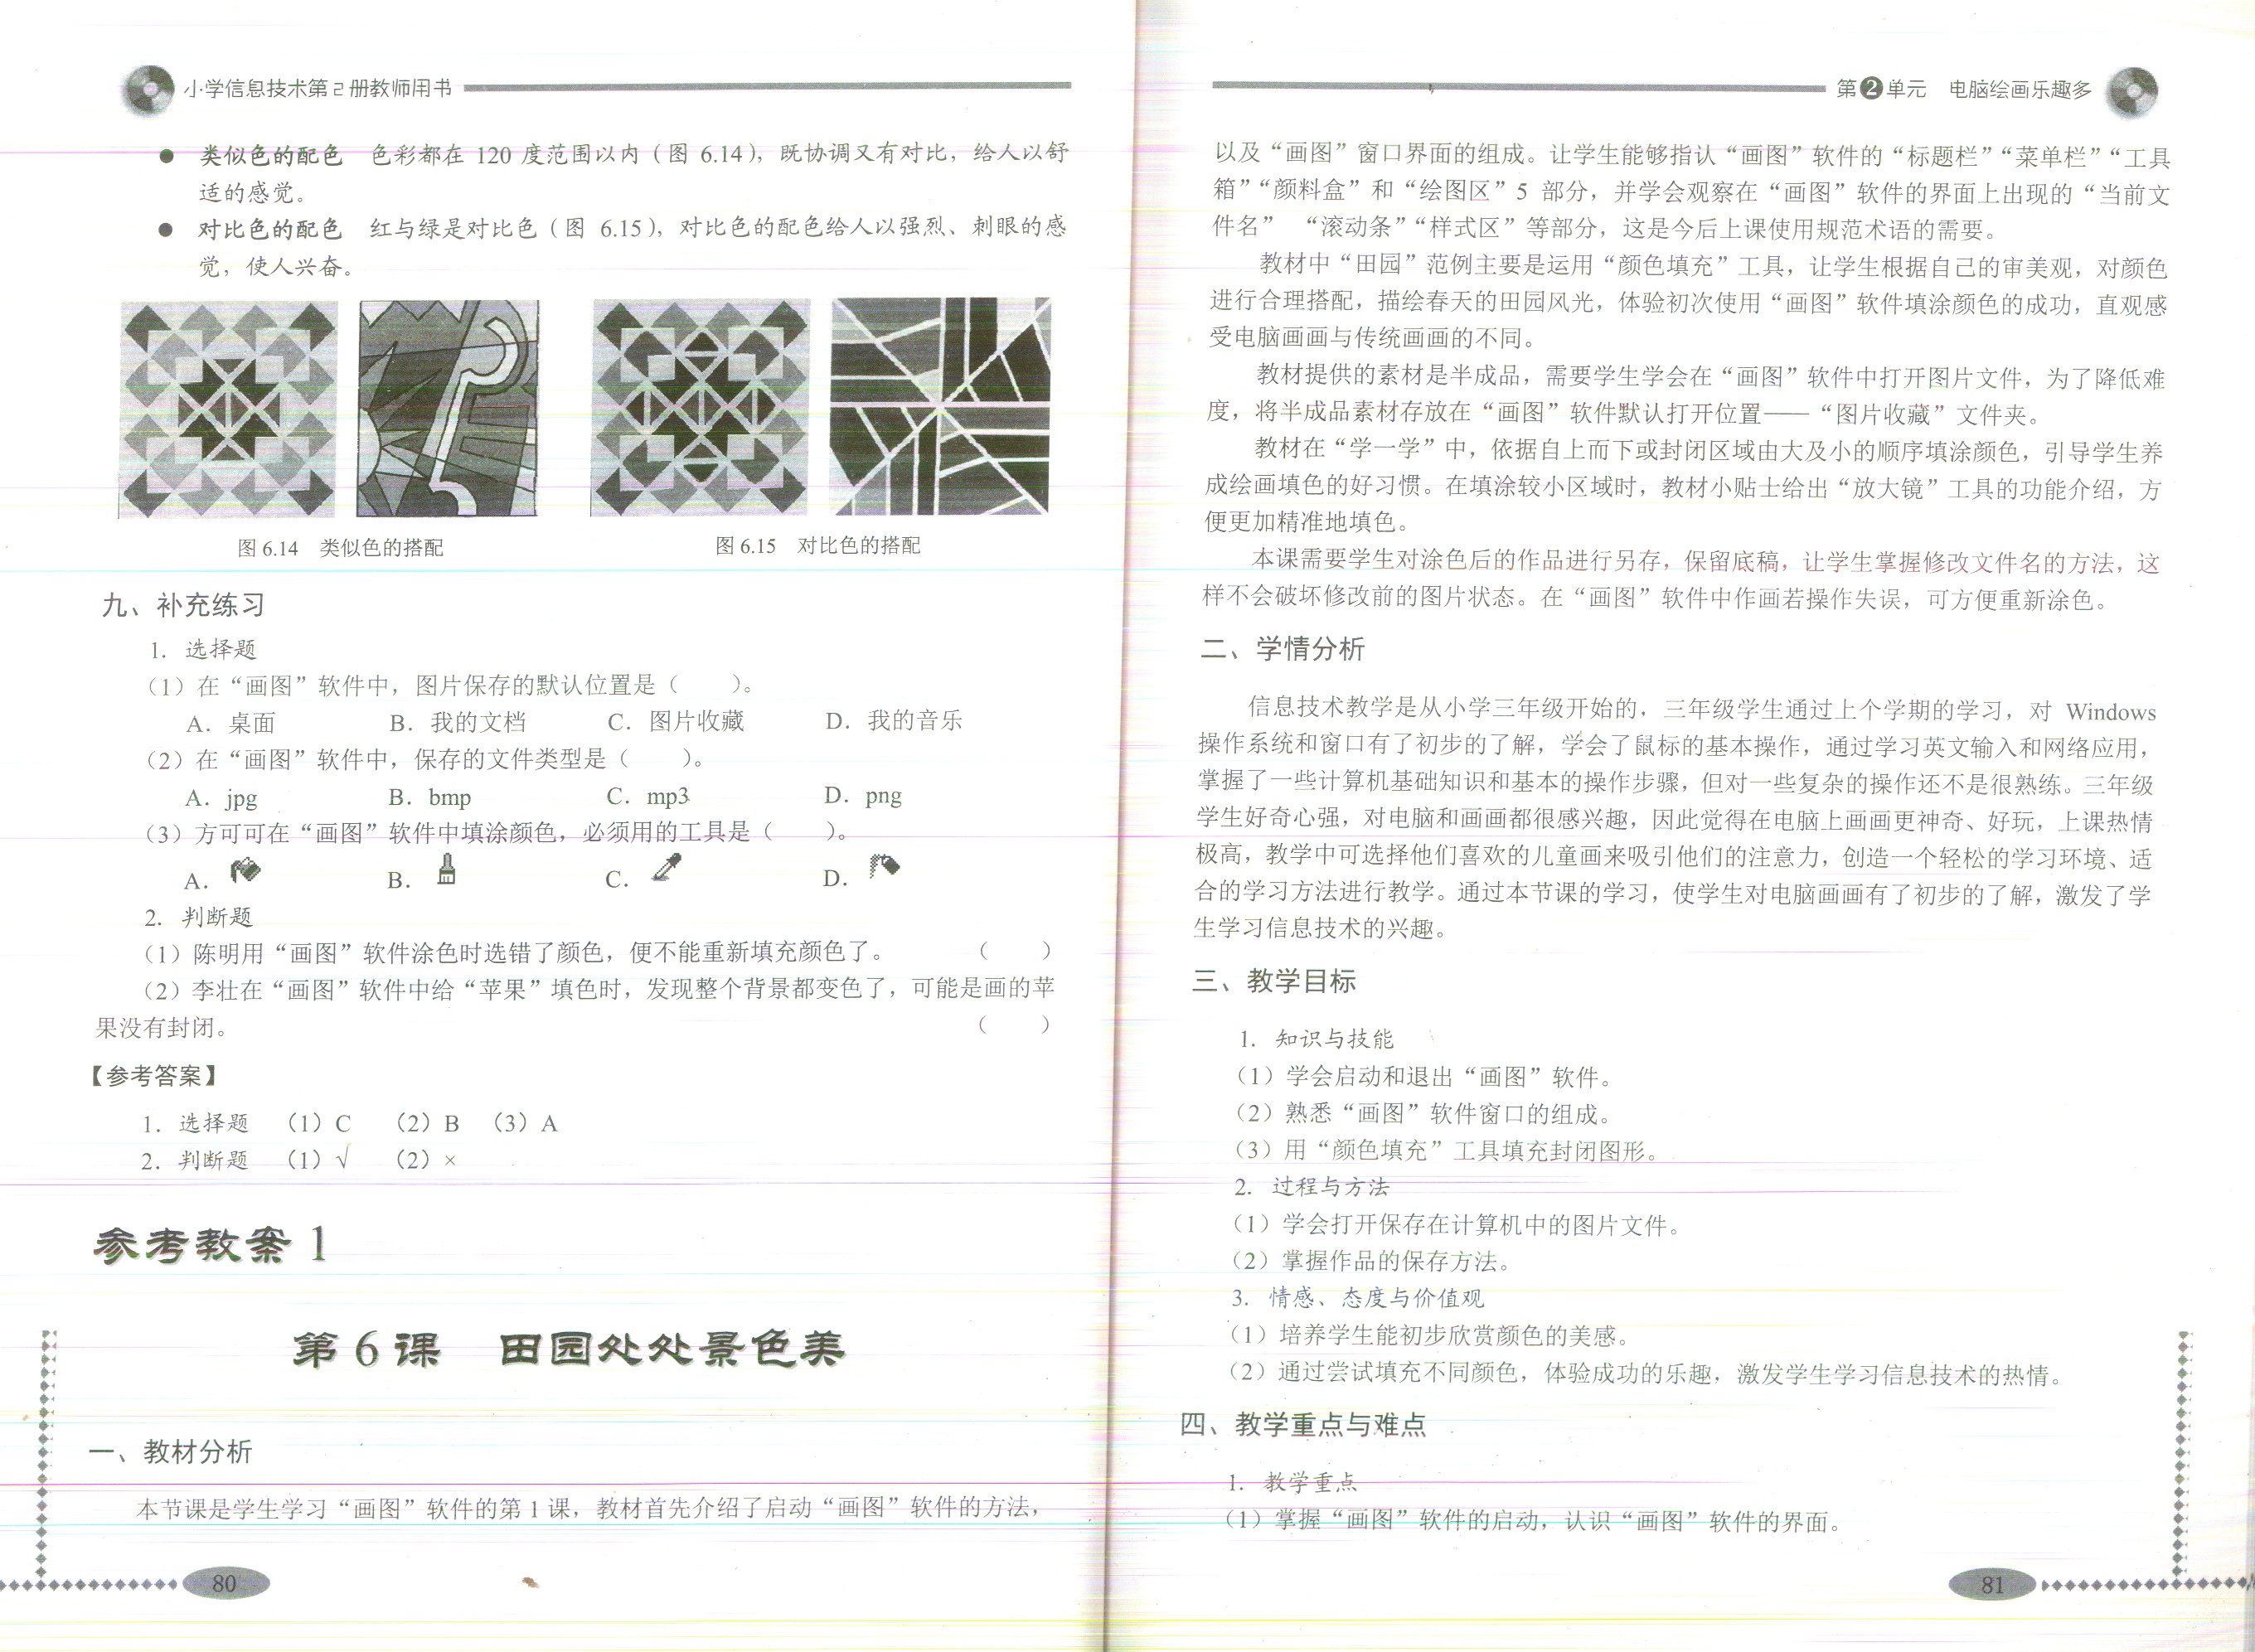 小学信息技术第2册教师用书
● 类似色的配色 色彩都在 120 度范围以内（图 6.14），既协调又有对比，给人以舒
适的感觉。
● 对比色的配色 红与绿是对比色（图 6.15），对比色的配色给人以强烈、刺眼的感
觉，使人兴奋。
图 6.14 类似色的搭配
图 6.15 对比色的搭配
九、补充练习
1. 选择题
（1）在“画图”软件中，图片保存的默认位置是（ ）。
A．桌面 B．我的文档 C．图片收藏 D．我的音乐
（2）在“画图”软件中，保存的文件类型是（ ）。
A．jpg B．bmp C．mp3 D．png
（3）方可可在“画图”软件中填涂颜色，必须用的工具是（ ）。
A． B． C． D．
2. 判断题
（1）陈明用“画图”软件涂色时选错了颜色，便不能重新填充颜色了。（ ）
（2）李壮在“画图”软件中给“苹果”填色时，发现整个背景都变色了，可能是画的苹
果没有封闭。（ ）
【参考答案】
1. 选择题 （1）C （2）B （3）A
2. 判断题 （1）√ （2）×
参考教案 1
第 6 课 田园处处景色美
一、教材分析
本节课是学生学习“画图”软件的第 1 课，教材首先介绍了启动“画图”软件的方法，
80
第2单元 电脑绘画乐趣多
以及“画图”窗口界面的组成。让学生能够指认“画图”软件的“标题栏”“菜单栏”“工具
箱”“颜料盒”和“绘图区”5 部分，并学会观察在“画图”软件的界面上出现的“当前文
件名” “滚动条”“样式区”等部分，这是今后上课使用规范术语的需要。
教材中“田园”范例主要是运用“颜色填充”工具，让学生根据自己的审美观，对颜色
进行合理搭配，描绘春天的田园风光，体验初次使用“画图”软件填涂颜色的成功，直观感
受电脑画画与传统画画的不同。
教材提供的素材是半成品，需要学生学会在“画图”软件中打开图片文件，为了降低难
度，将半成品素材存放在“画图”软件默认打开位置——“图片收藏”文件夹。
教材在“学一学”中，依据自上而下或封闭区域由大及小的顺序填涂颜色，引导学生养
成绘画填色的好习惯。在填涂较小区域时，教材小贴士给出“放大镜”工具的功能介绍，方
便更加精准地填色。
本课需要学生对涂色后的作品进行另存，保留底稿，让学生掌握修改文件名的方法，这
样不会破坏修改前的图片状态。在“画图”软件中作画若操作失误，可方便重新涂色。
二、学情分析
信息技术教学是从小学三年级开始的，三年级学生通过上个学期的学习，对 Windows
操作系统和窗口有了初步的了解，学会了鼠标的基本操作，通过学习英文输入和网络应用，
掌握了一些计算机基础知识和基本的操作步骤，但对一些复杂的操作还不是很熟练。三年级
学生好奇心强，对电脑和画画都很感兴趣，因此觉得在电脑上画画更神奇、好玩，上课热情
极高，教学中可选择他们喜欢的儿童画来吸引他们的注意力，创造一个轻松的学习环境、适
合的学习方法进行教学。通过本节课的学习，使学生对电脑画画有了初步的了解，激发了学
生学习信息技术的兴趣。
三、教学目标
1. 知识与技能
（1）学会启动和退出“画图”软件。
（2）熟悉“画图”软件窗口的组成。
（3）用“颜色填充”工具填充封闭图形。
2. 过程与方法
（1）学会打开保存在计算机中的图片文件。
（2）掌握作品的保存方法。
3. 情感、态度与价值观
（1）培养学生能初步欣赏颜色的美感。
（2）通过尝试填充不同颜色，体验成功的乐趣，激发学生学习信息技术的热情。
四、教学重点与难点
1. 教学重点
（1）掌握“画图”软件的启动，认识“画图”软件的界面。
81